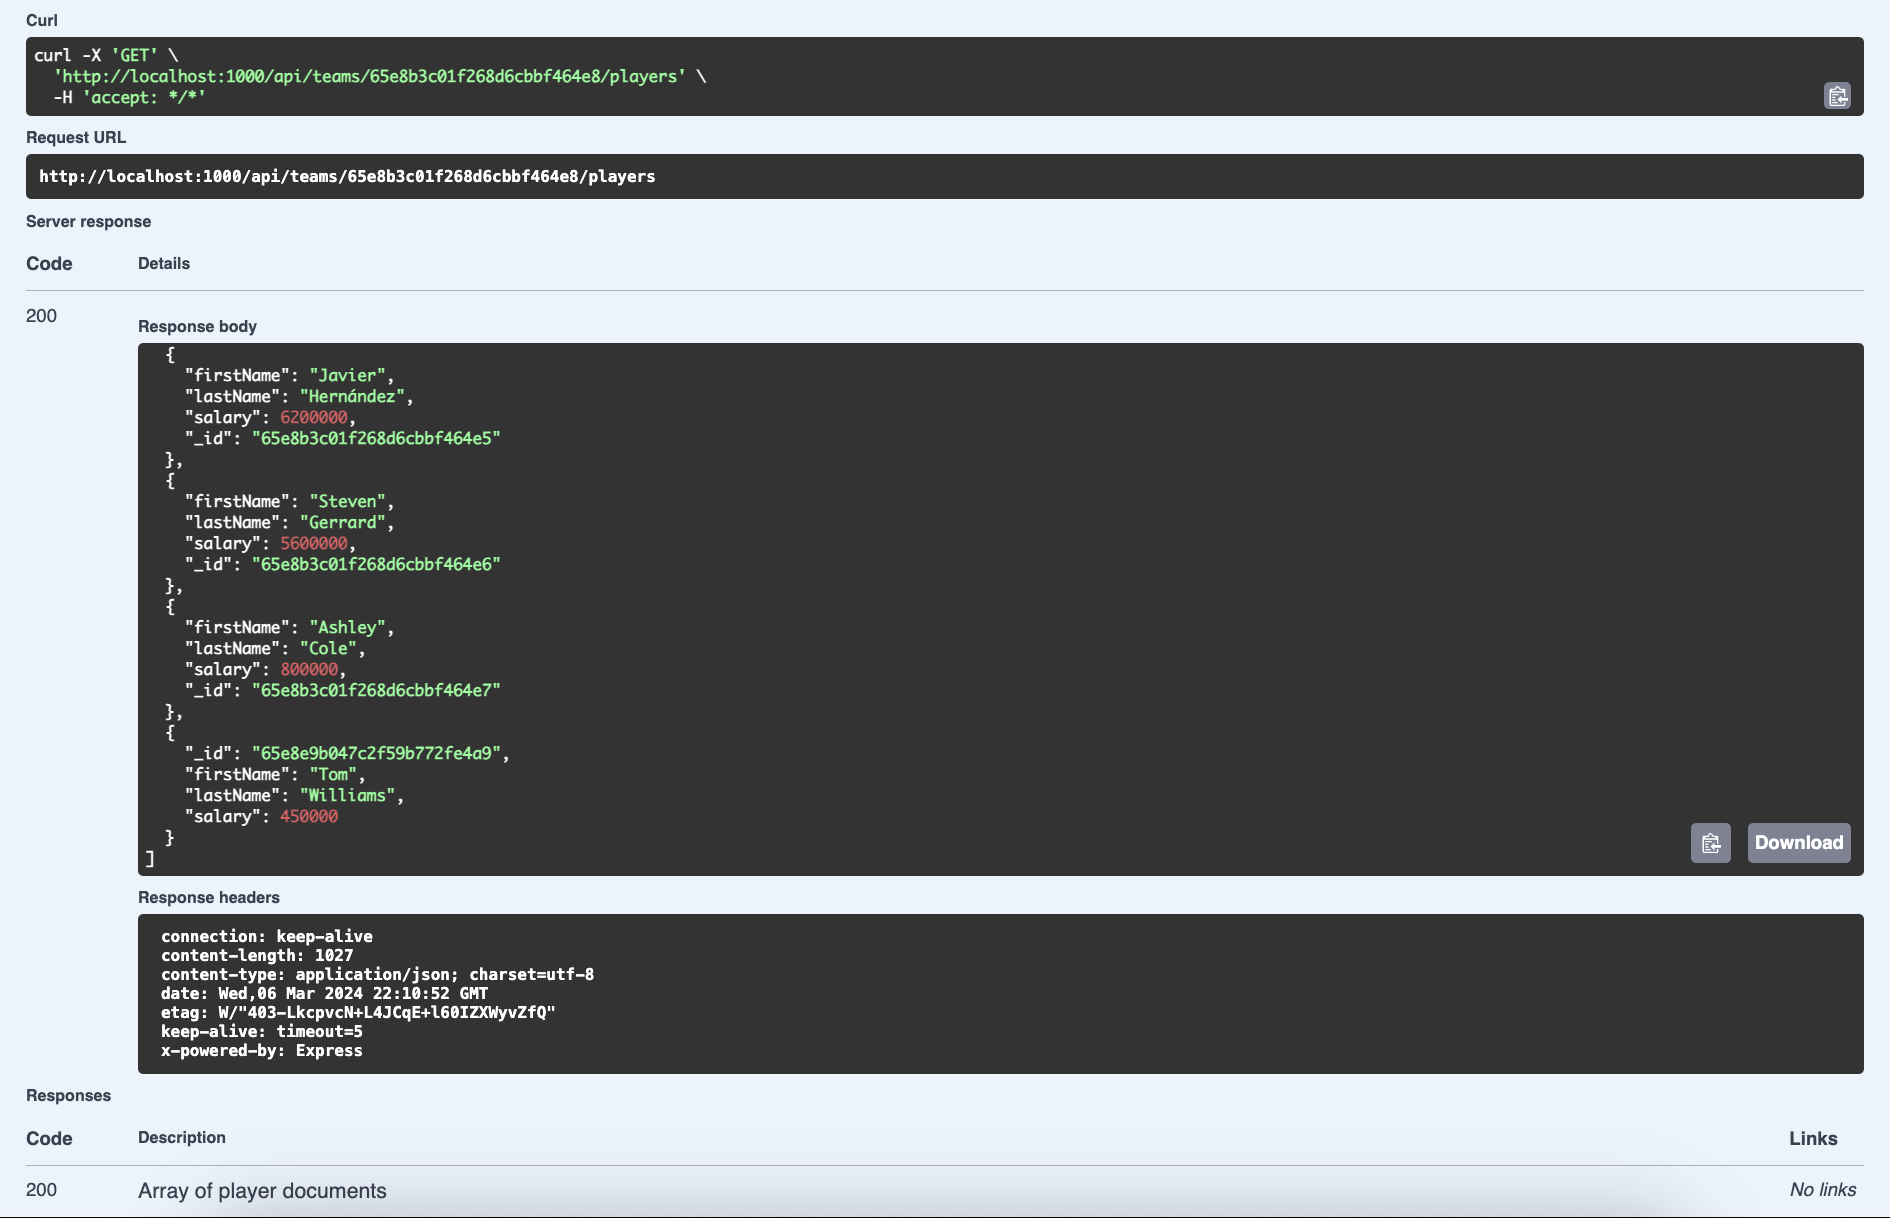 Curl
curl -X 'GET' \
  'http://localhost:1000/api/teams/65e8b3c01f268d6cbbf464e8/players' \
  -H 'accept: */*'
Request URL
http://localhost:1000/api/teams/65e8b3c01f268d6cbbf464e8/players
Server response
Code Details
200
Response body
  {
    "firstName": "Javier",
    "lastName": "Hernández",
    "salary": 6200000,
    "_id": "65e8b3c01f268d6cbbf464e5"
  },
  {
    "firstName": "Steven",
    "lastName": "Gerrard",
    "salary": 5600000,
    "_id": "65e8b3c01f268d6cbbf464e6"
  },
  {
    "firstName": "Ashley",
    "lastName": "Cole",
    "salary": 800000,
    "_id": "65e8b3c01f268d6cbbf464e7"
  },
  {
    "_id": "65e8e9b047c2f59b772fe4a9",
    "firstName": "Tom",
    "lastName": "Williams",
    "salary": 450000
  }
]
Download
Response headers
connection: keep-alive
content-length: 1027
content-type: application/json; charset=utf-8
date: Wed,06 Mar 2024 22:10:52 GMT
etag: W/"403-LkcpvcN+L4JCqE+l60IZXWyvZfQ"
keep-alive: timeout=5
x-powered-by: Express
Responses
Code Description Links
200 Array of player documents No links